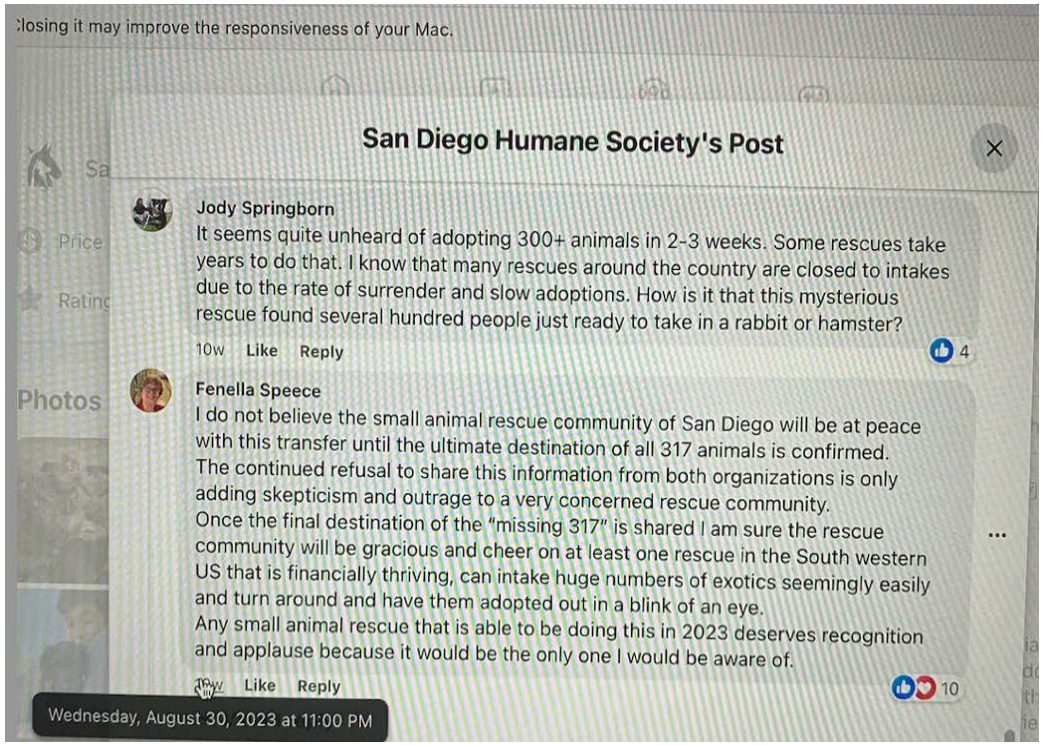 losing it may improve the responsiveness of your Mac.
San Diego Humane Society's Post
Sa
Price
Rating
Photos
Jody Springborn
It seems quite unheard of adopting 300+ animals in 2-3 weeks. Some rescues take
years to do that. I know that many rescues around the country are closed to intakes
due to the rate of surrender and slow adoptions. How is it that this mysterious
rescue found several hundred people just ready to take in a rabbit or hamster?
10w Like Reply
4
Fenella Speece
I do not believe the small animal rescue community of San Diego will be at peace
with this transfer until the ultimate destination of all 317 animals is confirmed.
The continued refusal to share this information from both organizations is only
adding skepticism and outrage to a very concerned rescue community.
Once the final destination of the “missing 317” is shared I am sure the rescue
community will be gracious and cheer on at least one rescue in the South western
US that is financially thriving, can intake huge numbers of exotics seemingly easily
and turn around and have them adopted out in a blink of an eye.
Any small animal rescue that is able to be doing this in 2023 deserves recognition
and applause because it would be the only one I would be aware of.
Like Reply
10
Wednesday, August 30, 2023 at 11:00 PM